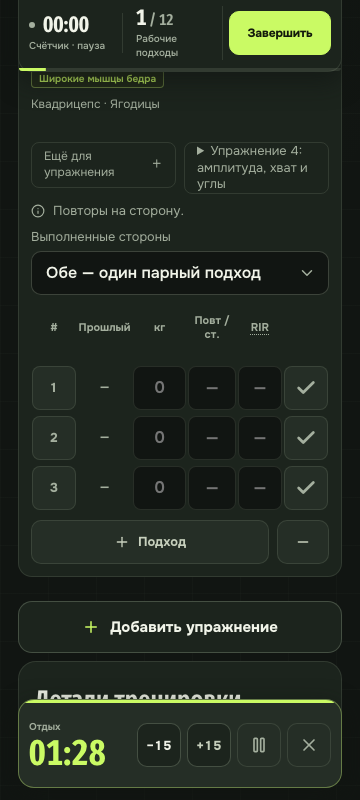 00:00
Счётчик · пауза
1 / 12
Рабочие
подходы
Завершить
Широкие мышцы бедра
Квадрицепс · Ягодицы
Ещё для
упражнения
+
▶ Упражнение 4:
амплитуда, хват и
углы
Повторы на сторону.
Выполненные стороны
Обе — один парный подход
# Прошлый кг Повт /
ст. RIR
1 – 0 – –
2 – 0 – –
3 – 0 – –
+ Подход –
+ Добавить упражнение
Детали тренировки
Отдых
01:28
−15 +15